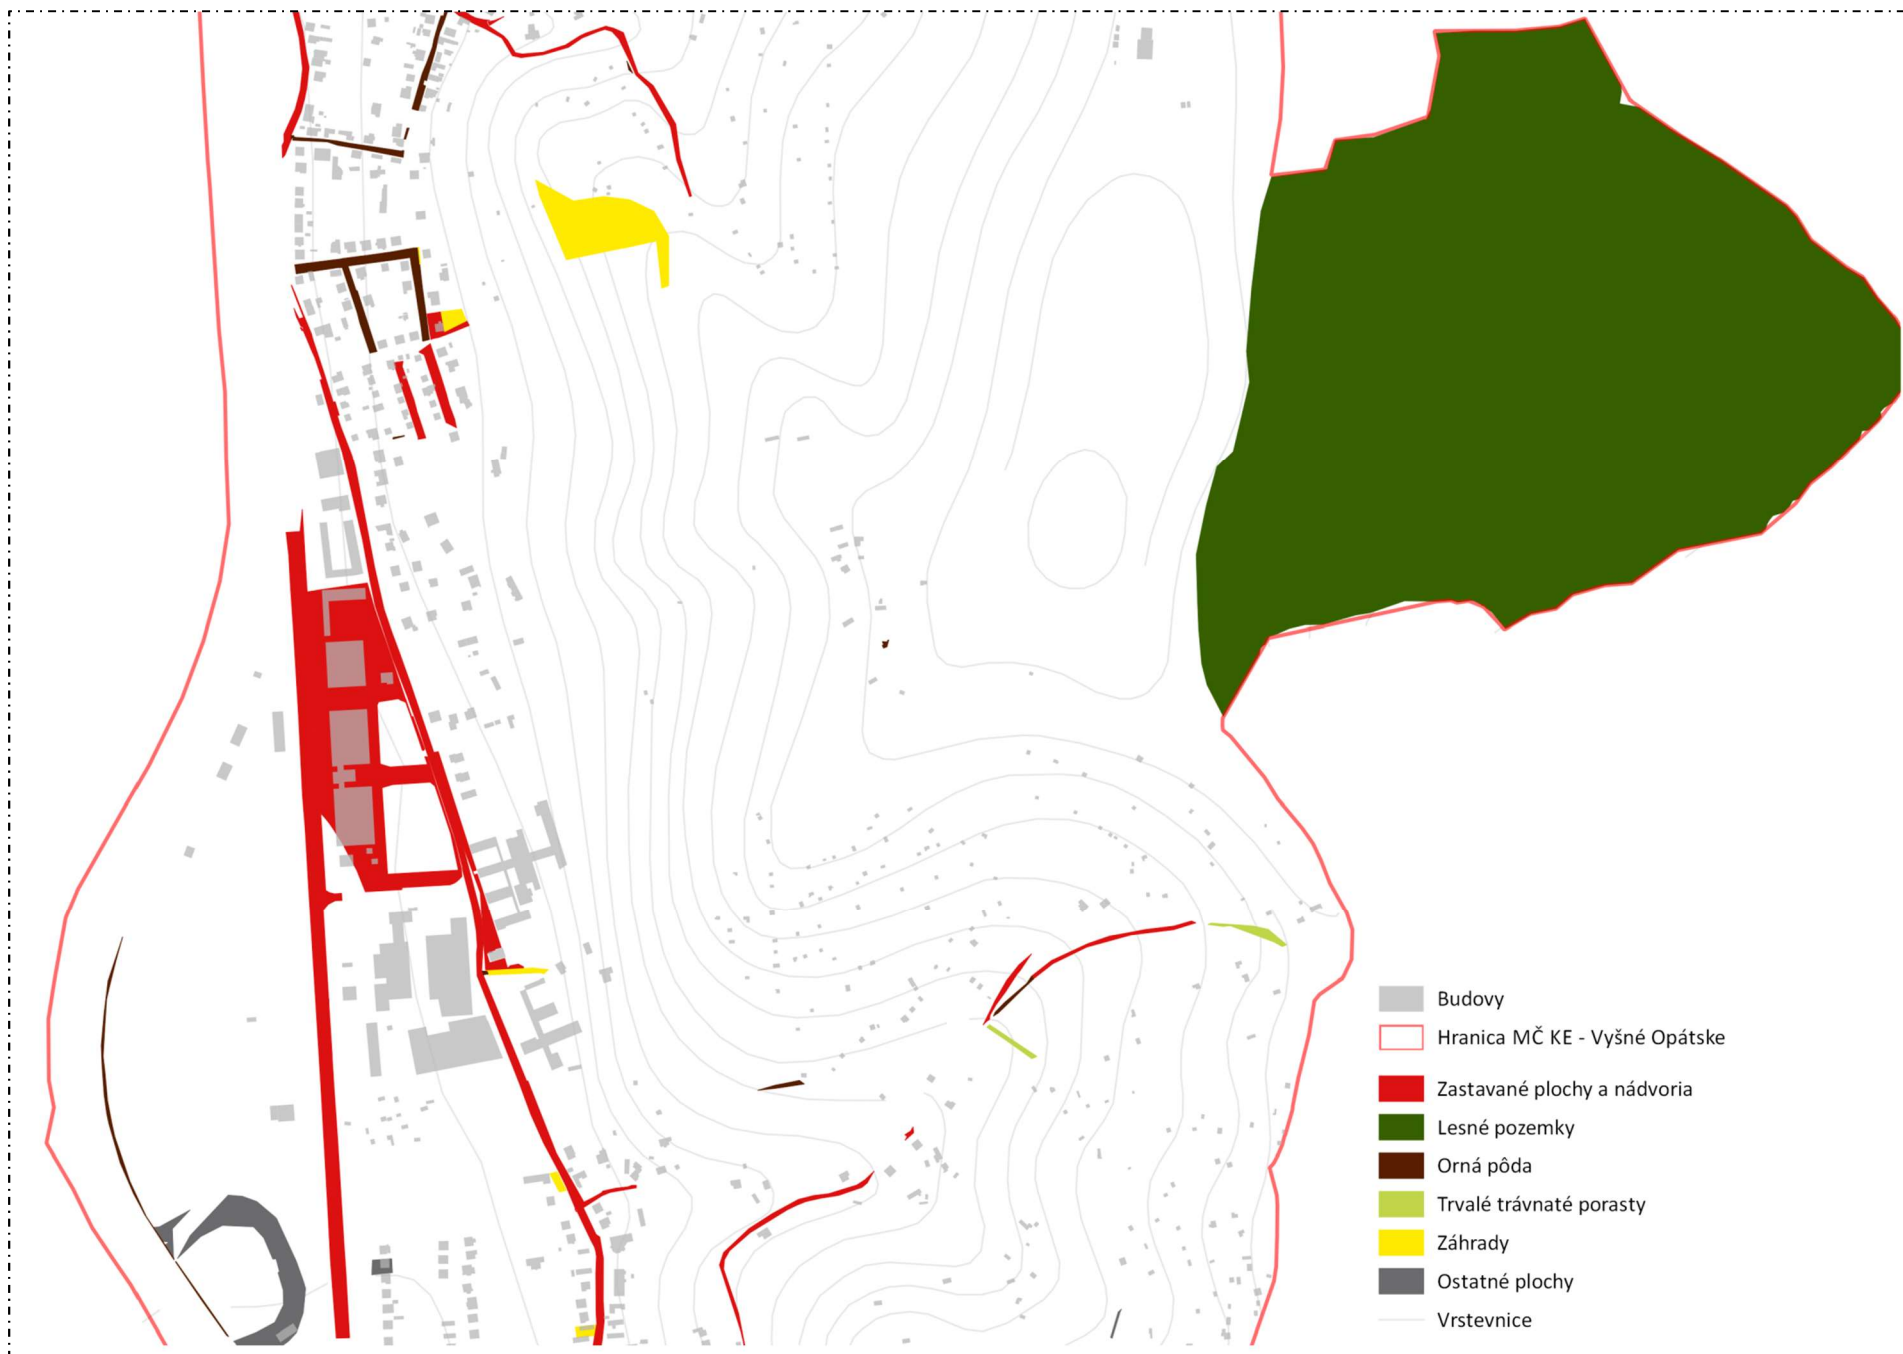 Budovy
Hranica MČ KE - Vyšné Opátske
Zastavané plochy a nádvoria
Lesné pozemky
Orná pôda
Trvalé trávnaté porasty
Záhrady
Ostatné plochy
Vrstevnice